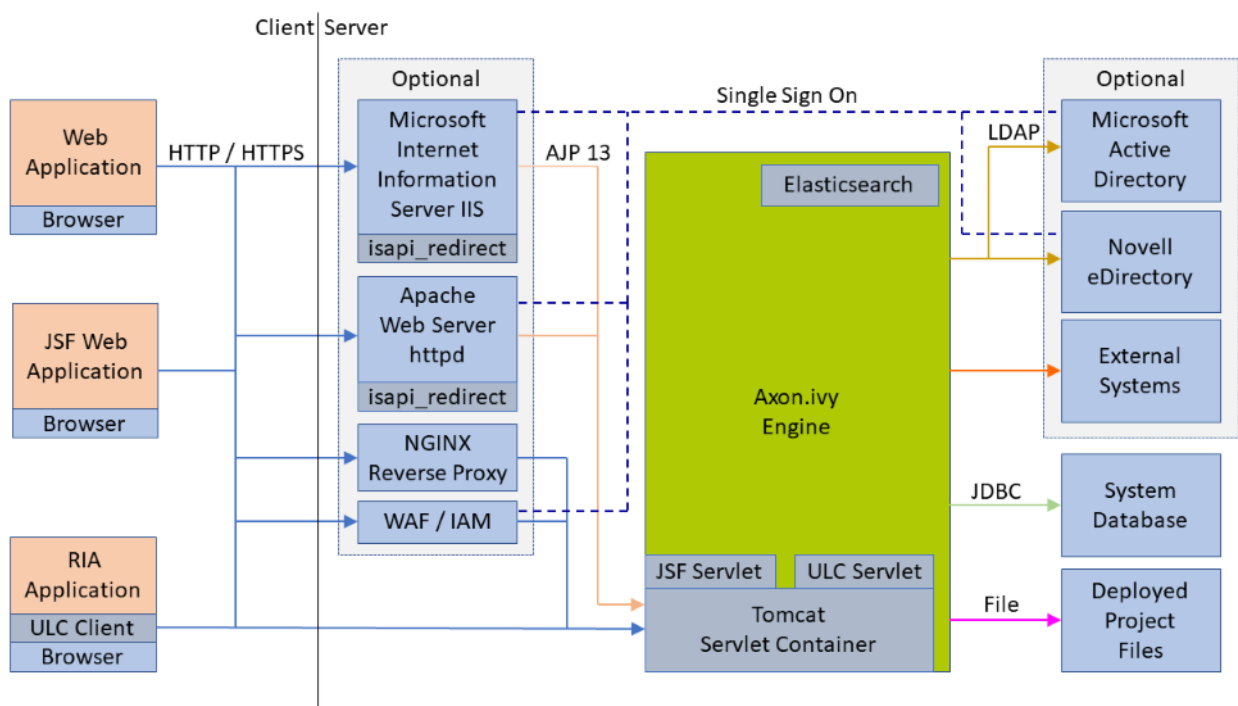 Client
Server
Web
Application
Browser
HTTP / HTTPS
JSF Web
Application
Browser
RIA
Application
ULC Client
Browser
Optional
Microsoft
Internet
Information
Server IIS
isapi_redirect
Apache
Web Server
httpd
isapi_redirect
NGINX
Reverse Proxy
WAF / IAM
AJP 13
Single Sign On
Elasticsearch
Axon.ivy
Engine
JSF Servlet
ULC Servlet
Tomcat
Servlet Container
LDAP
JDBC
File
Optional
Microsoft
Active
Directory
Novell
eDirectory
External
Systems
System
Database
Deployed
Project
Files